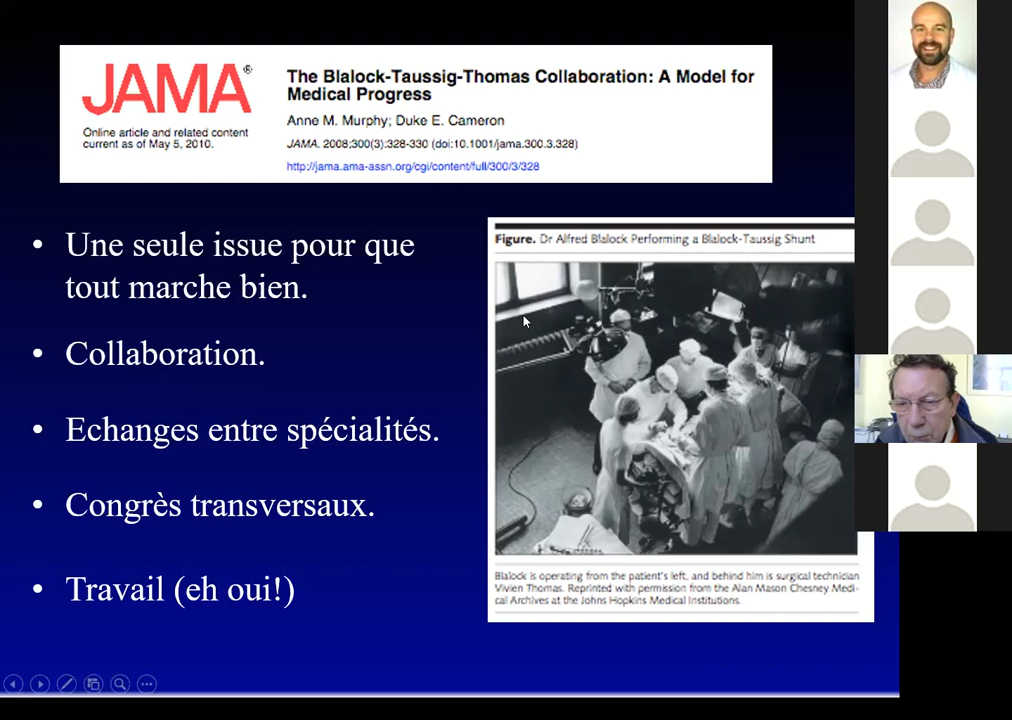 JAMA®
Online article and related content
current as of May 5, 2010.
The Blalock-Taussig-Thomas Collaboration: A Model for
Medical Progress
Anne M. Murphy; Duke E. Cameron
JAMA. 2008;300(3):328-330 (doi:10.1001/jama.300.3.328)
http://jama.ama-assn.org/cgi/content/full/300/3/328
• Une seule issue pour que
tout marche bien.
• Collaboration.
• Echanges entre spécialités.
• Congrès transversaux.
• Travail (eh oui!)
Figure. Dr Alfred Blalock Performing a Blalock-Taussig Shunt
Blalock is operating from the patient's left, and behind him is surgical technician
Vivien Thomas. Reprinted with permission from the Alan Mason Chesney Medi-
cal Archives at the Johns Hopkins Medical Institutions.